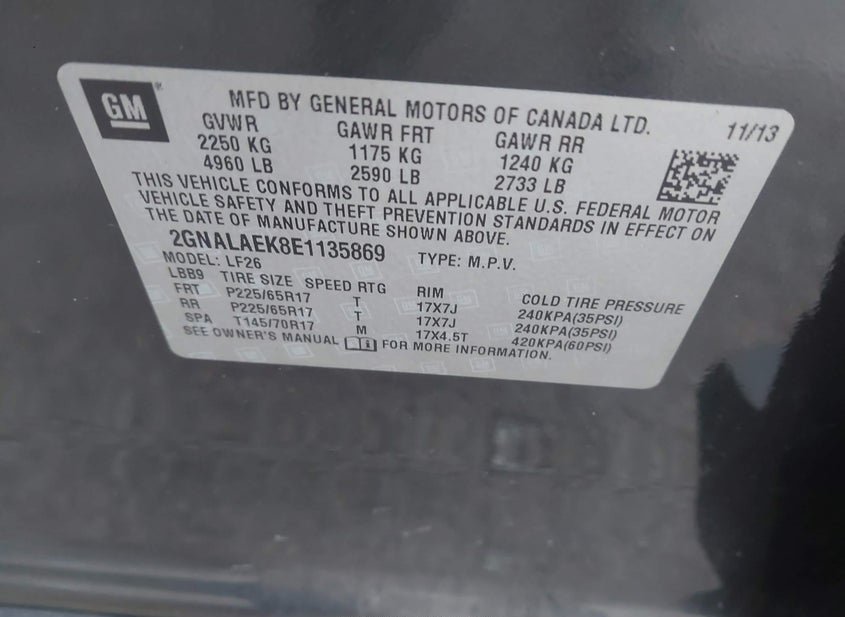 GM
MFD BY GENERAL MOTORS OF CANADA LTD. 11/13
GVWR GAWR FRT GAWR RR
2250 KG 1175 KG 1240 KG
4960 LB 2590 LB 2733 LB
THIS VEHICLE CONFORMS TO ALL APPLICABLE U.S. FEDERAL MOTOR
VEHICLE SAFETY AND THEFT PREVENTION STANDARDS IN EFFECT ON
THE DATE OF MANUFACTURE SHOWN ABOVE.
2GNALAEK8E1135869 TYPE: M.P.V.
MODEL: LF26
LBB9 TIRE SIZE SPEED RTG RIM COLD TIRE PRESSURE
FRT P225/65R17 T 17X7J 240KPA(35PSI)
RR P225/65R17 T 17X7J 240KPA(35PSI)
SPA T145/70R17 M 17X4.5T 420KPA(60PSI)
SEE OWNER'S MANUAL FOR MORE INFORMATION.